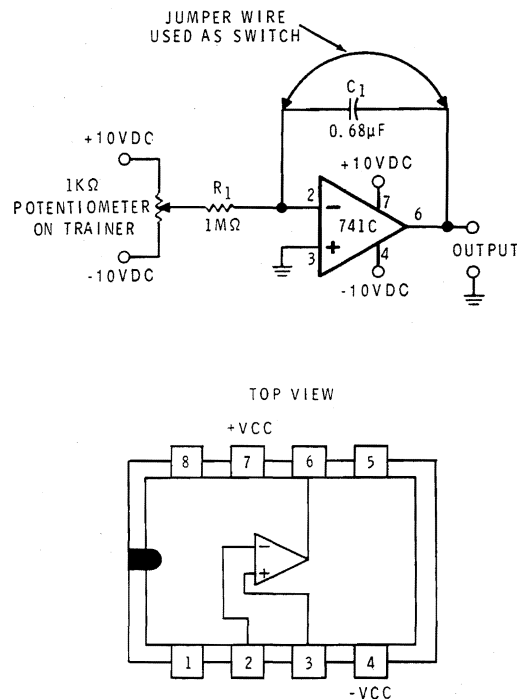 JUMPER WIRE
USED AS SWITCH
C1
0.68µF
+10VDC
+10VDC
1KΩ
POTENTIOMETER
ON TRAINER
R1
1MΩ
2
7
741C
6
3
4
OUTPUT
-10VDC
-10VDC
TOP VIEW
+VCC
8 7 6 5
1 2 3 4
-VCC